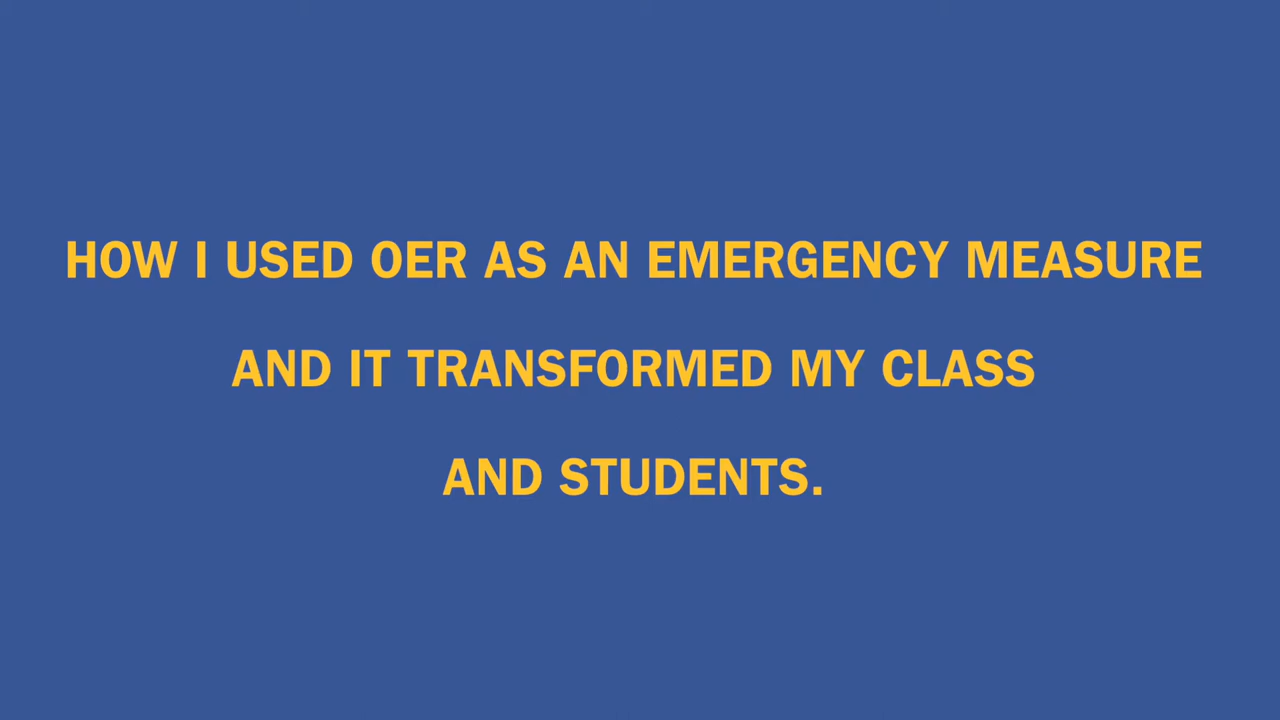 HOW I USED OER AS AN EMERGENCY MEASURE
AND IT TRANSFORMED MY CLASS
AND STUDENTS.